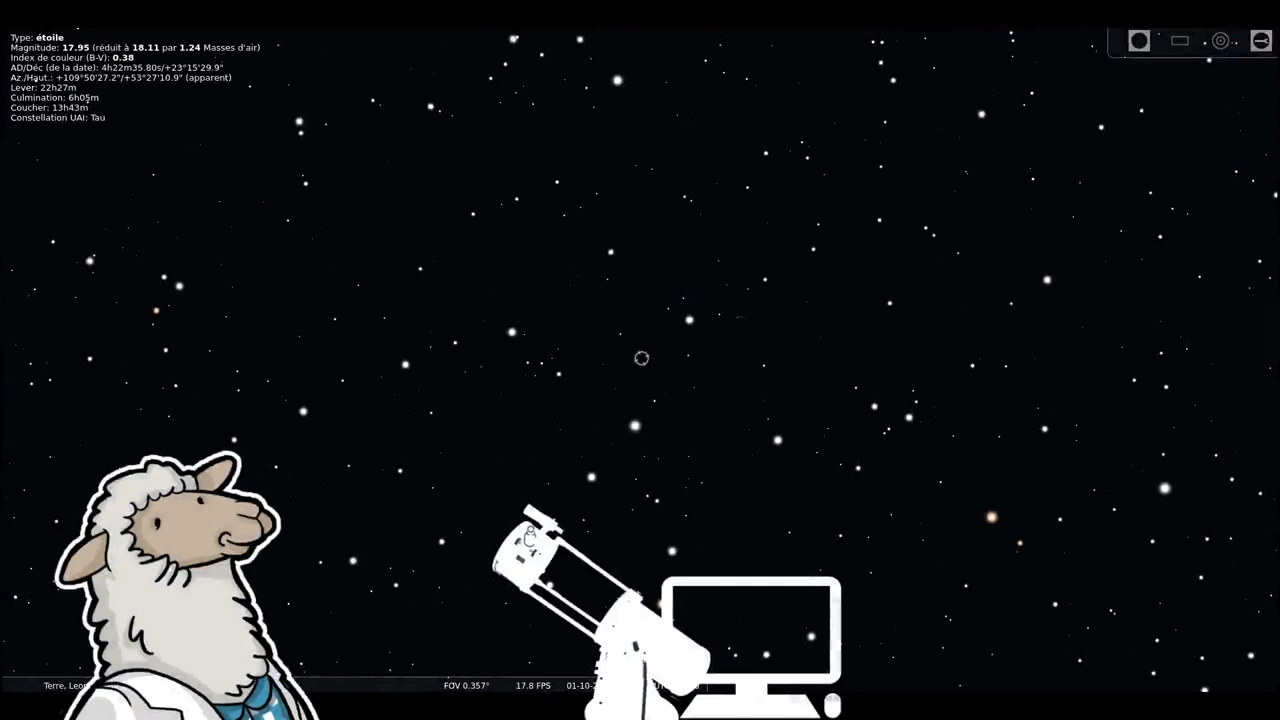 Type: étoile
Magnitude: 17.95 (réduit à 18.11 par 1.24 Masses d'air)
Index de couleur (B-V): 0.38
AD/Déc (de la date): 4h22m35.80s/+23°15'29.9"
Az./Haut.: +109°50'27.2"/+53°27'10.9" (apparent)
Lever: 22h27m
Culmination: 6h05m
Coucher: 13h43m
Constellation UAI: Tau
Terre, FOV 0.357° 17.8 FPS 01-10-